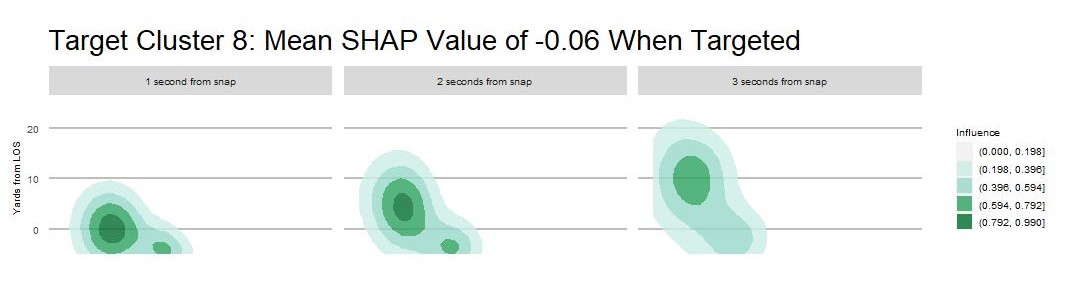 Target Cluster 8: Mean SHAP Value of -0.06 When Targeted
1 second from snap
2 seconds from snap
3 seconds from snap
Yards from LOS
20
10
0
Influence
(0.000, 0.198]
(0.198, 0.396]
(0.396, 0.594]
(0.594, 0.792]
(0.792, 0.990]